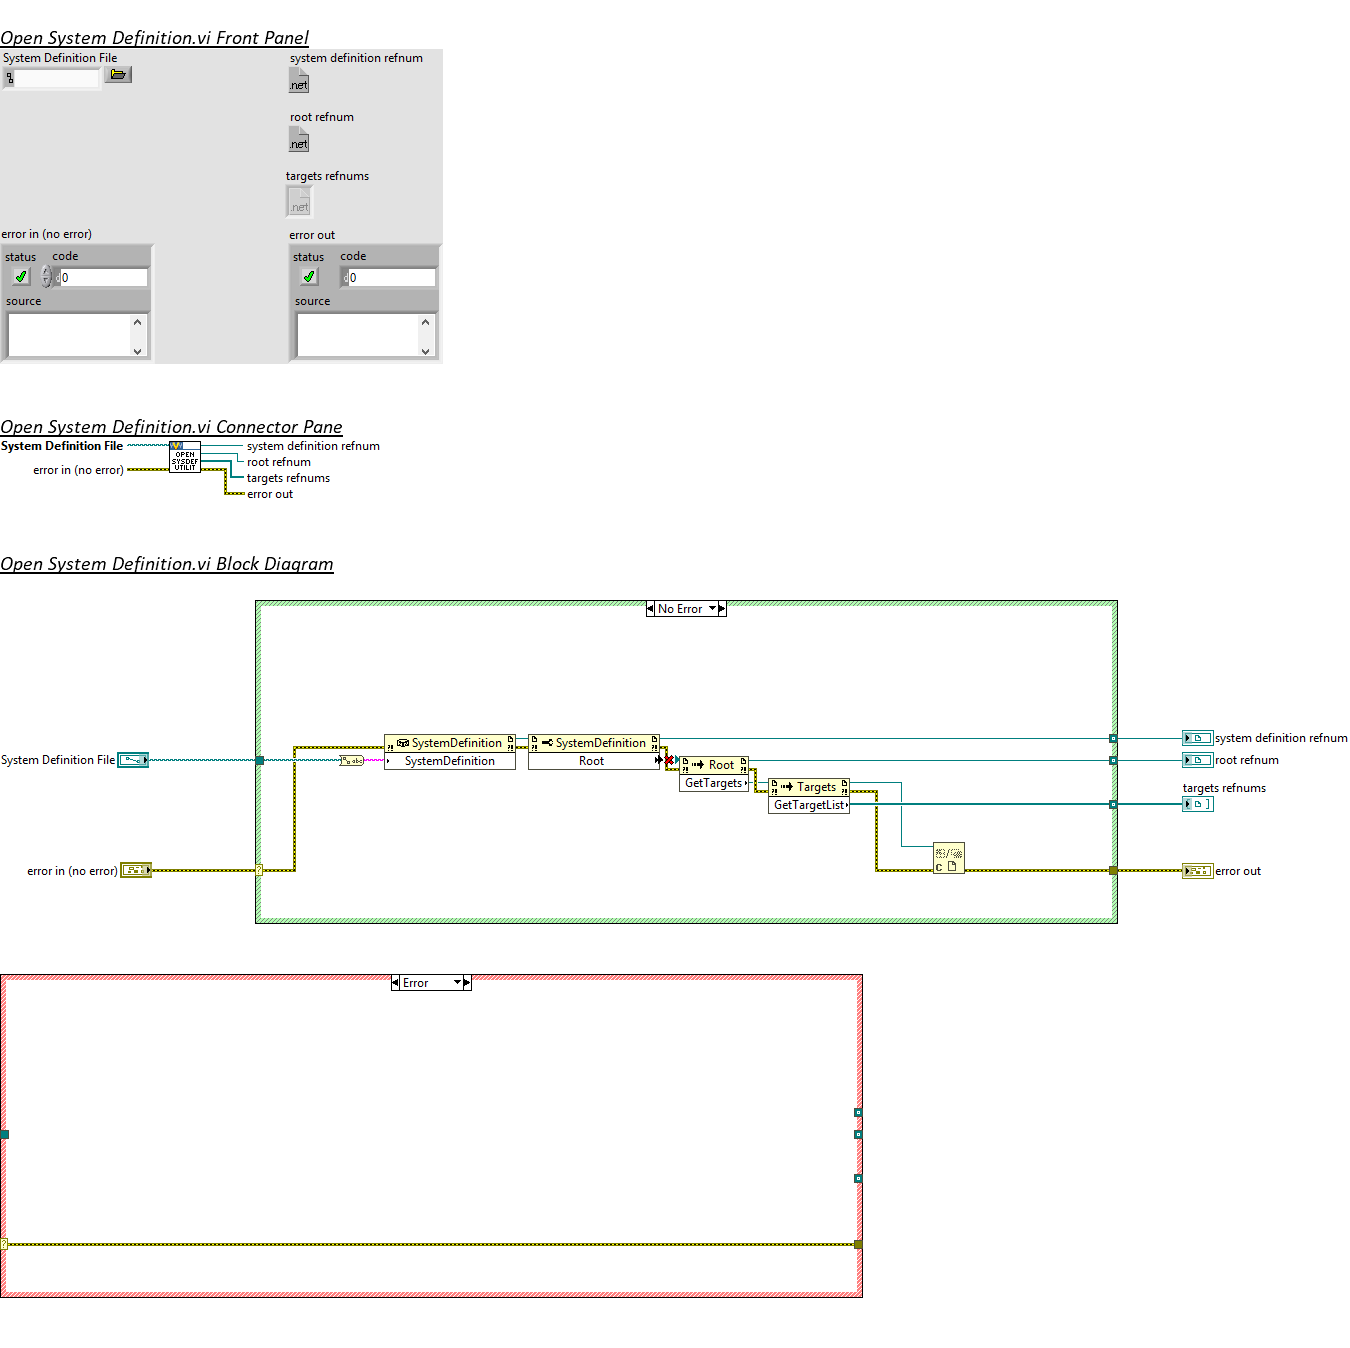 Open System Definition.vi Front Panel
System Definition File
system definition refnum
.net
root refnum
.net
targets refnums
.net
error in (no error)
error out
status code
0
source
status code
0
source
Open System Definition.vi Connector Pane
System Definition File
system definition refnum
OPEN
SYSDEF
UTILIT
root refnum
error in (no error)
targets refnums
error out
Open System Definition.vi Block Diagram
No Error
System Definition File
abc
SystemDefinition
SystemDefinition
SystemDefinition
Root
Root
GetTargets
Targets
GetTargetList
C
system definition refnum
root refnum
targets refnums
error in (no error)
?
error out
Error
?